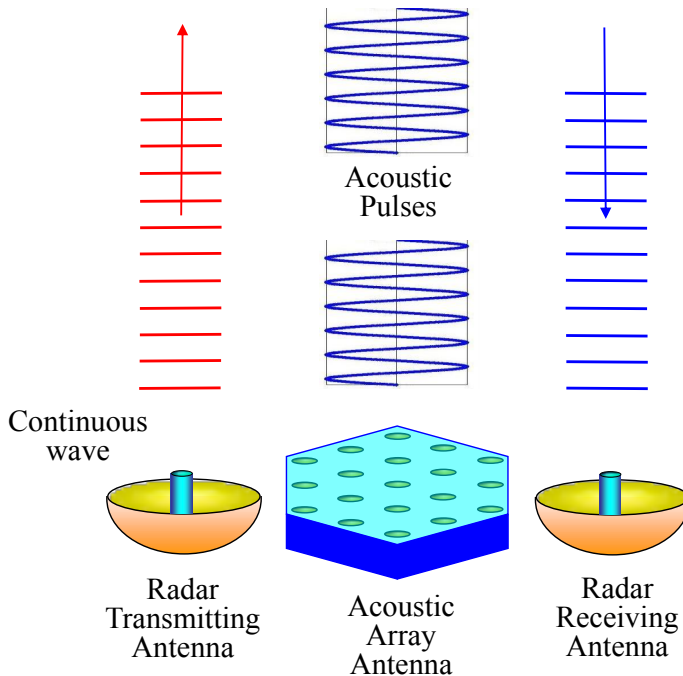 Acoustic
Pulses
Continuous
wave
Radar
Transmitting
Antenna
Acoustic
Array
Antenna
Radar
Receiving
Antenna